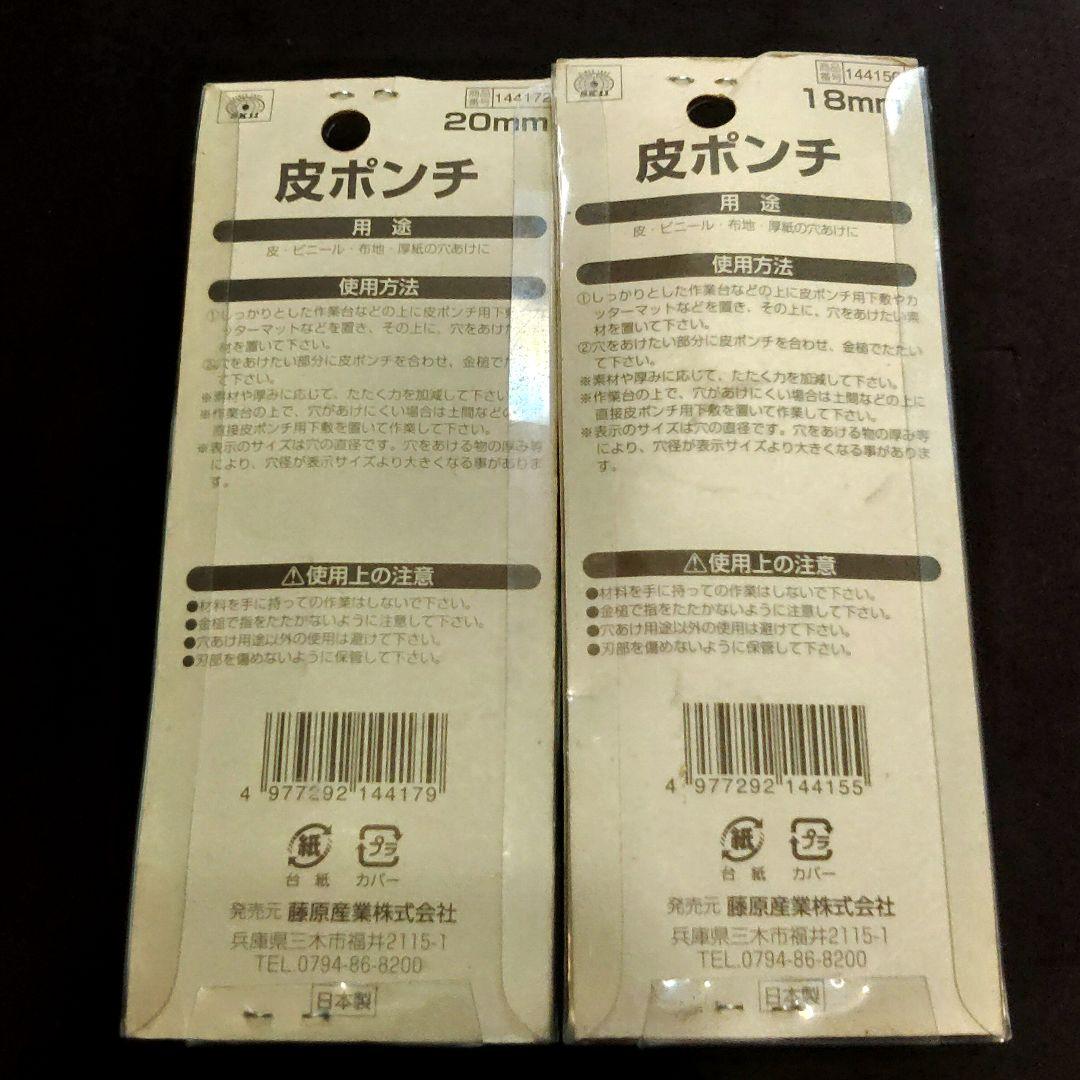 SK11
商品番号 144172
20mm
皮ポンチ
用途
皮・ビニール・布地・厚紙の穴あけに
使用方法
①しっかりとした作業台などの上に皮ポンチ用下敷
ッターマットなどを置き、その上に、穴をあけたい
材を置いて下さい。
②穴をあけたい部分に皮ポンチを合わせ、金槌でたた
て下さい。
※素材や厚みに応じて、たたく力を加減して下さい。
※作業台の上で、穴があけにくい場合は土間などの
直接皮ポンチ用下敷を置いて作業して下さい。
※表示のサイズは穴の直径です。穴をあける物の厚み等
により、穴径が表示サイズより大きくなる事がありま
す。
⚠使用上の注意
●材料を手に持っての作業はしないで下さい。
●金槌で指をたたかないように注意して下さい。
●穴あけ用途以外の使用は避けて下さい。
●刃部を傷めないように保管して下さい。
4 977292 144179
紙 プラ
台紙 カバー
発売元 藤原産業株式会社
兵庫県三木市福井2115-1
TEL.0794-86-8200
日本製
SK11
商品番号 14415
18mm
皮ポンチ
用途
皮・ビニール・布地・厚紙の穴あけに
使用方法
①しっかりとした作業台などの上に皮ポンチ用下敷やカ
ッターマットなどを置き、その上に、穴をあけたい素
材を置いて下さい。
②穴をあけたい部分に皮ポンチを合わせ、金槌でたたい
て下さい。
※素材や厚みに応じて、たたく力を加減して下さい。
※作業台の上で、穴があけにくい場合は土間などの上に
直接皮ポンチ用下敷を置いて作業して下さい。
※表示のサイズは穴の直径です。穴をあける物の厚み等
により、穴径が表示サイズより大きくなる事がありま
す。
⚠使用上の注意
●材料を手に持っての作業はしないで下さい。
●金槌で指をたたかないように注意して下さい。
●穴あけ用途以外の使用は避けて下さい。
●刃部を傷めないように保管して下さい。
4 977292 144155
紙 プラ
台紙 カバー
発売元 藤原産業株式会社
兵庫県三木市福井2115-1
TEL.0794-86-8200
日本製